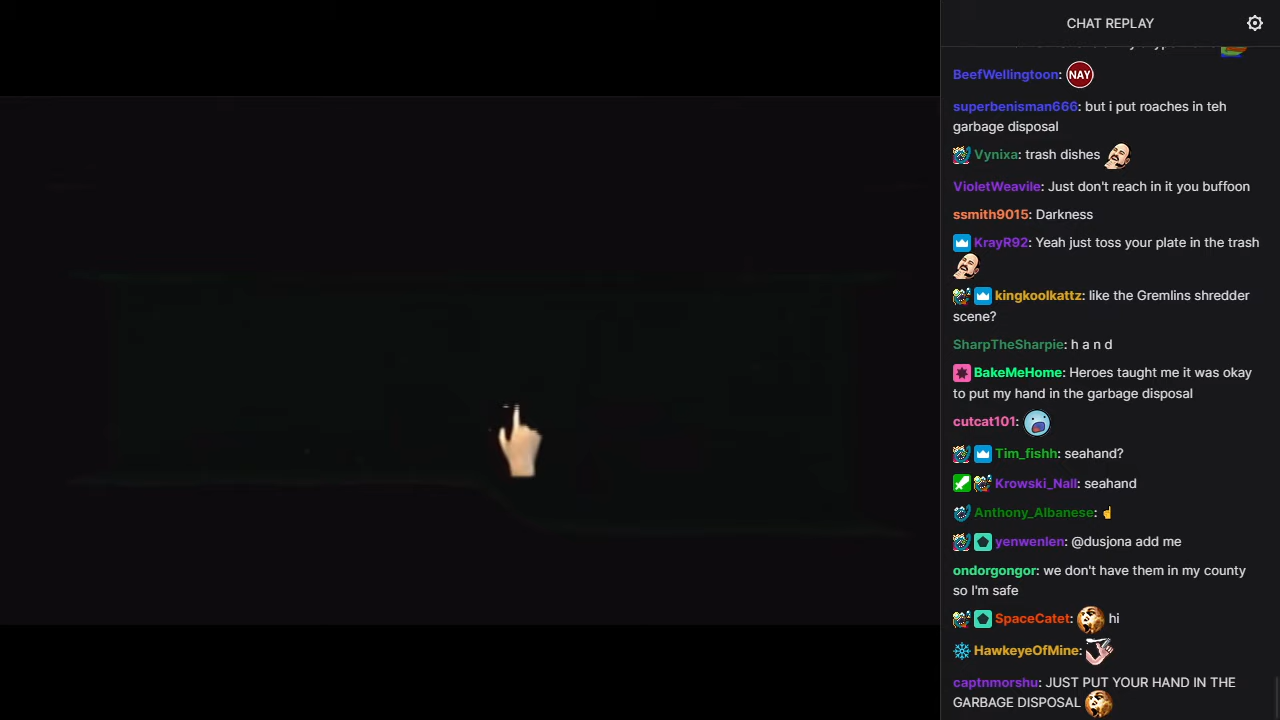 CHAT REPLAY
BeefWellingtoon: NAY
superbenisman666: but i put roaches in teh
garbage disposal
Vynixa: trash dishes
VioletWeavile: Just don't reach in it you buffoon
ssmith9015: Darkness
KrayR92: Yeah just toss your plate in the trash
kingkoolkattz: like the Gremlins shredder
scene?
SharpTheSharpie: h a n d
BakeMeHome: Heroes taught me it was okay
to put my hand in the garbage disposal
cutcat101:
Tim_fishh: seahand?
Krowski_Nall: seahand
Anthony_Albanese: ☝
yenwenlen: @dusjona add me
ondorgongor: we don't have them in my county
so I'm safe
SpaceCatet: hi
HawkeyeOfMine:
captnmorshu: JUST PUT YOUR HAND IN THE
GARBAGE DISPOSAL